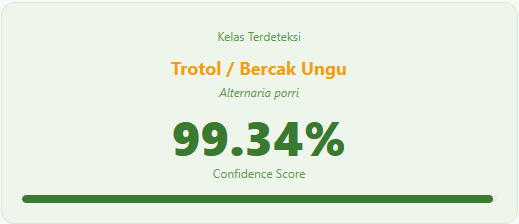 Kelas Terdeteksi
Trotol / Bercak Ungu
Alternaria porri
99.34%
Confidence Score